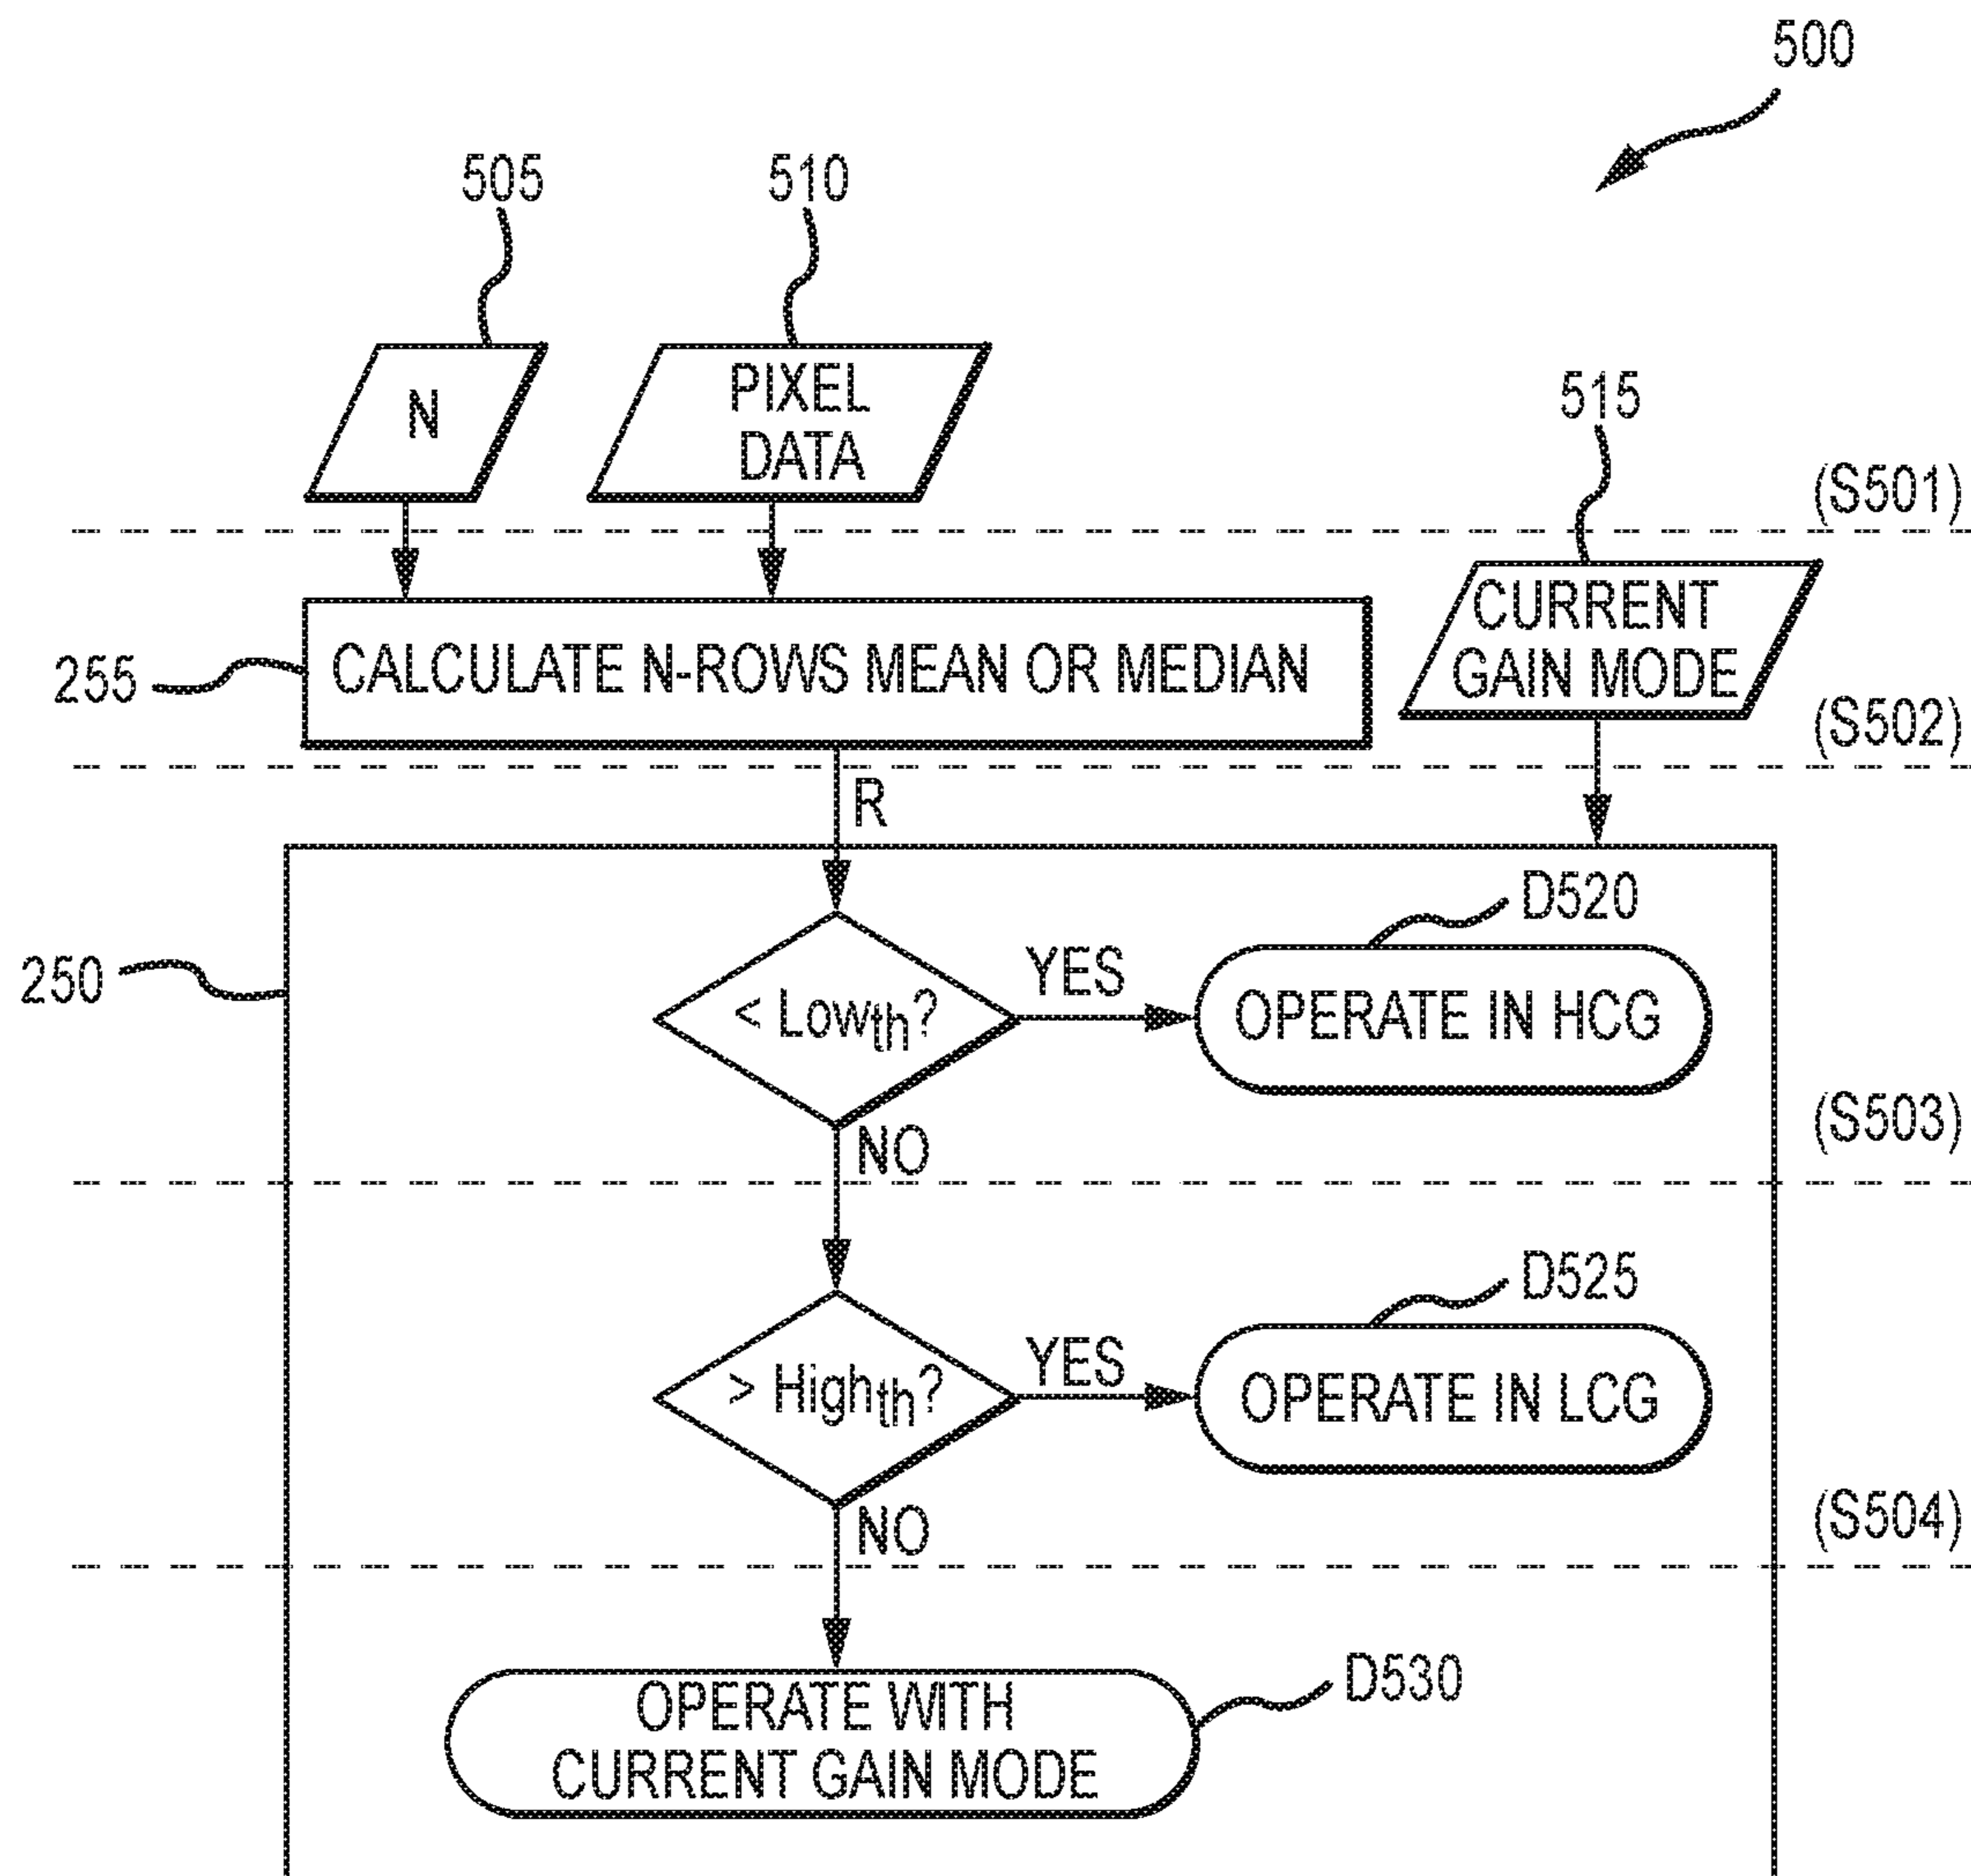 500
505
510
N
PIXEL
DATA
515
(S501)
CURRENT
GAIN MODE
255
CALCULATE N-ROWS MEAN OR MEDIAN
(S502)
R
D520
250
< Lowth?
YES
OPERATE IN HCG
(S503)
NO
D525
> Highth?
YES
OPERATE IN LCG
(S504)
NO
D530
OPERATE WITH
CURRENT GAIN MODE